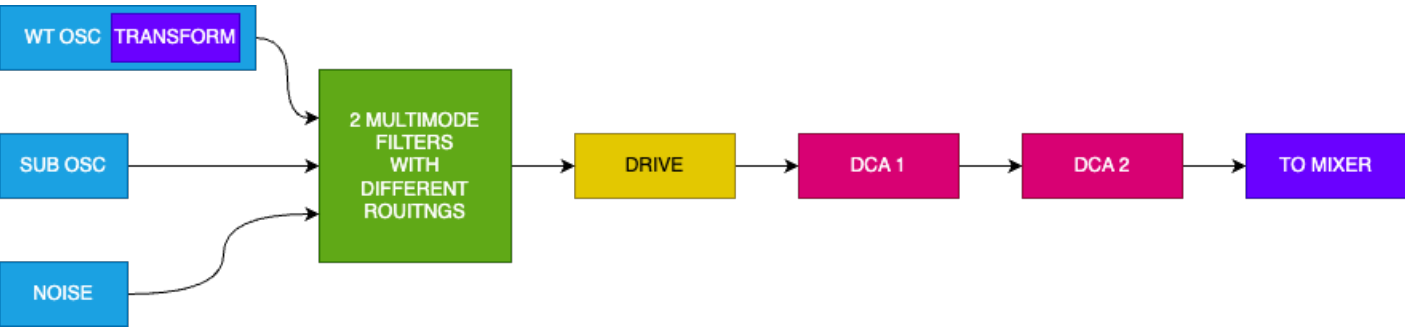 WT OSC TRANSFORM
SUB OSC
NOISE
2 MULTIMODE
FILTERS
WITH
DIFFERENT
ROUITNGS
DRIVE
DCA 1
DCA 2
TO MIXER